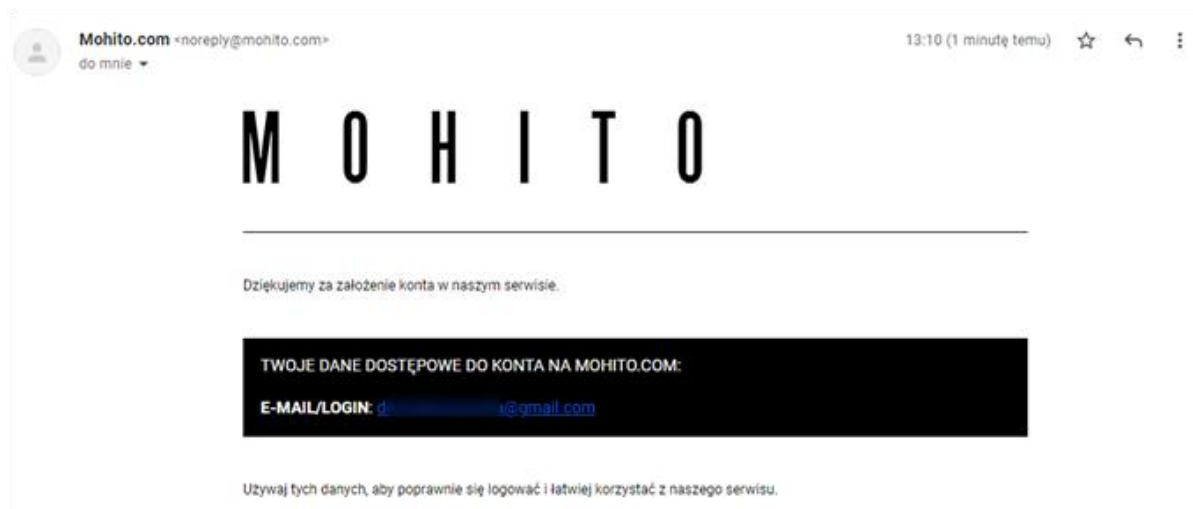 Mohito.com <noreply@mohito.com> 13:10 (1 minutę temu)
do mnie
M O H I T O
Dziękujemy za założenie konta w naszym serwisie.
TWOJE DANE DOSTĘPOWE DO KONTA NA MOHITO.COM:
E-MAIL/LOGIN: @gmail.com
Używaj tych danych, aby poprawnie się logować i łatwiej korzystać z naszego serwisu.